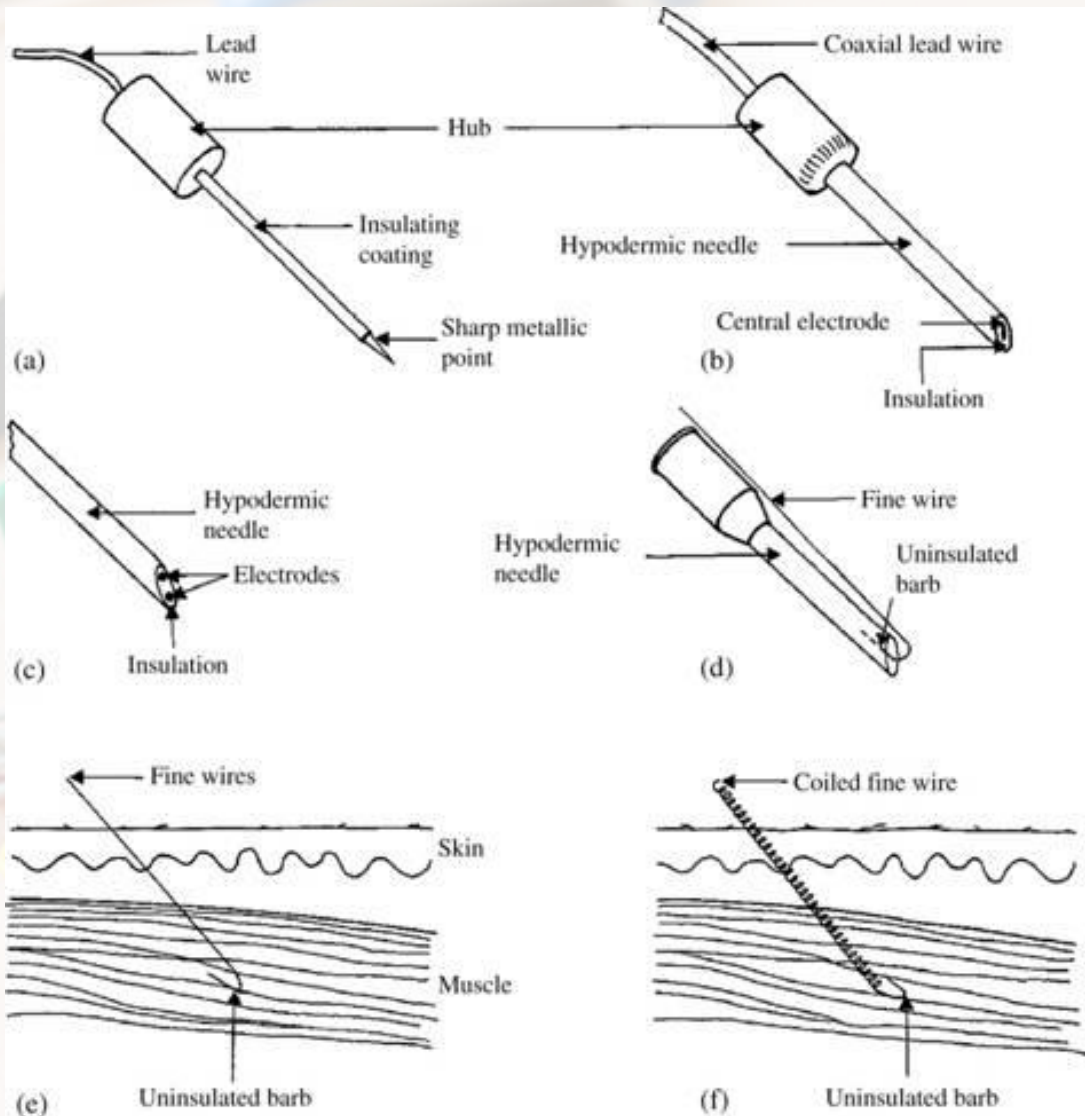 Lead
wire
Coaxial lead wire
Hub
Insulating
coating
Hypodermic needle
Sharp metallic
point
Central electrode
Insulation
(a)
(b)
Hypodermic
needle
Electrodes
Insulation
(c)
Fine wire
Hypodermic
needle
Uninsulated
barb
(d)
Fine wires
Skin
Muscle
Uninsulated barb
(e)
Coiled fine wire
Uninsulated barb
(f)